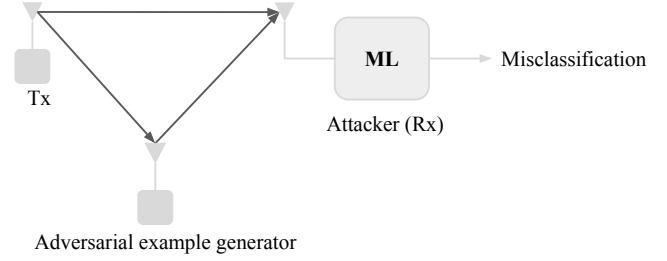 ML
Misclassification
Tx
Attacker (Rx)
Adversarial example generator